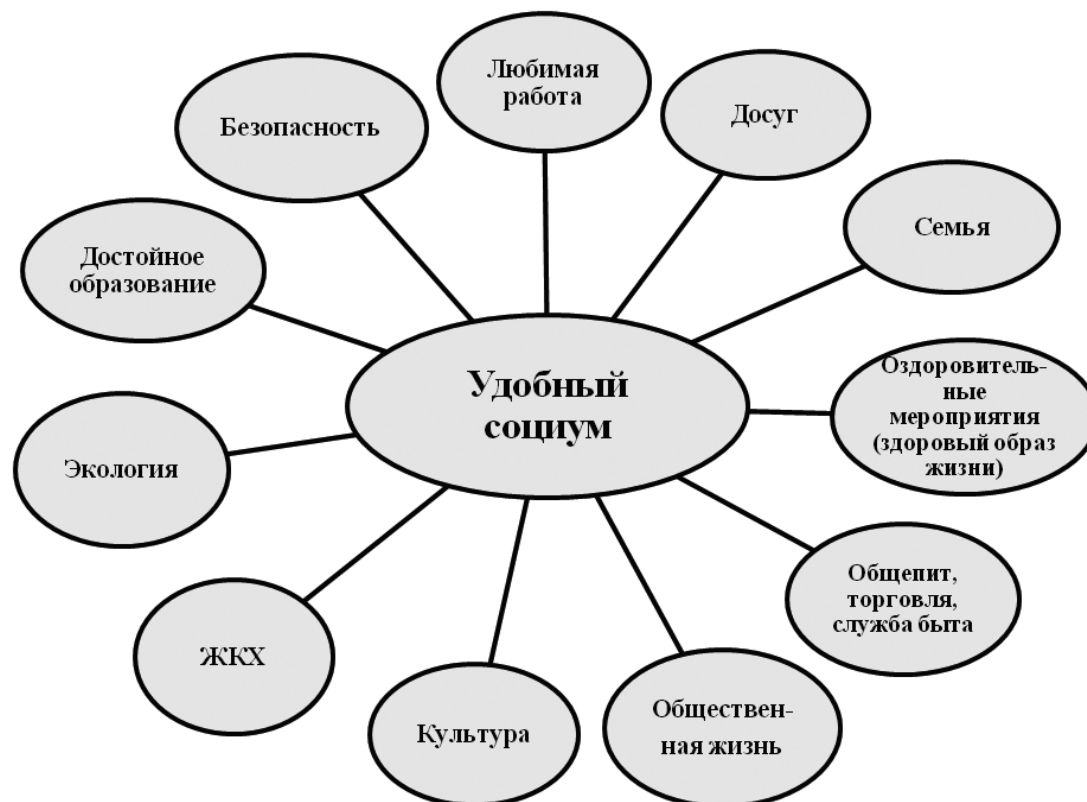 Любимая
работа
Безопасность
Досуг
Семья
Достойное
образование
Удобный
социум
Оздоровитель-
ные
мероприятия
(здоровый образ
жизни)
Экология
Общепит,
торговля,
служба быта
ЖКХ
Культура
Обществен-
ная жизнь